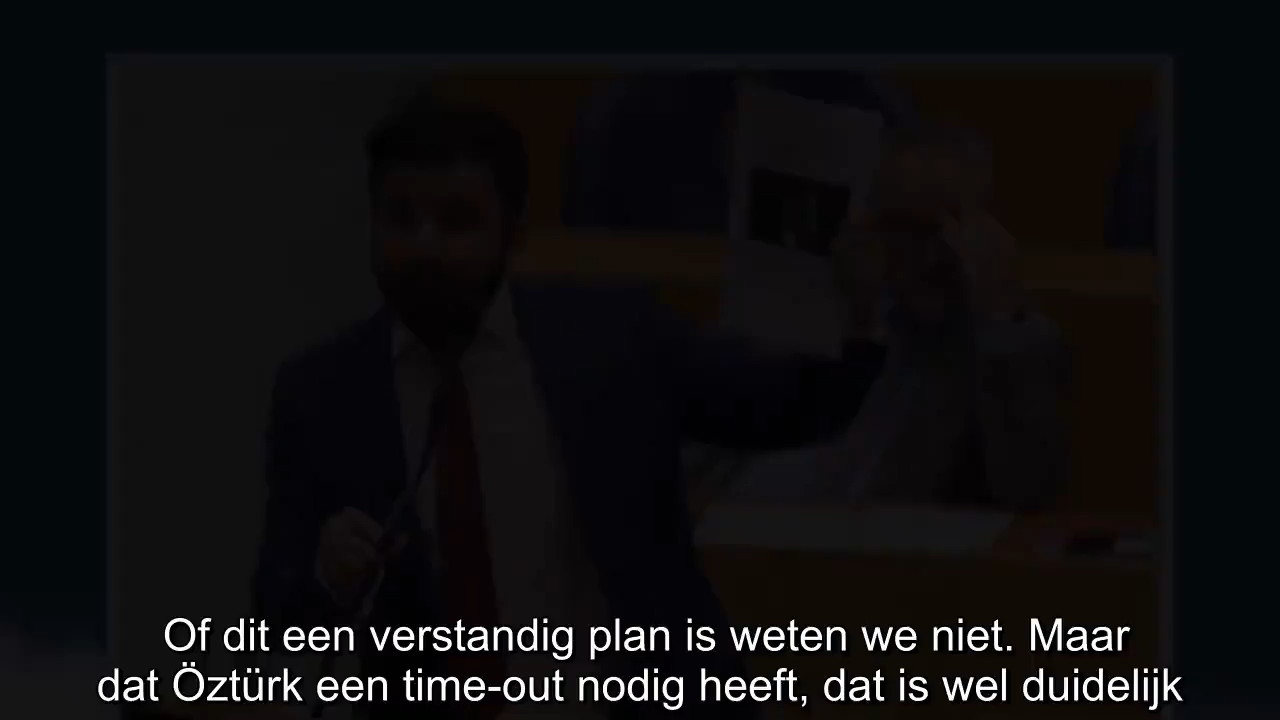 Of dit een verstandig plan is weten we niet. Maar
dat Öztürk een time-out nodig heeft, dat is wel duidelijk